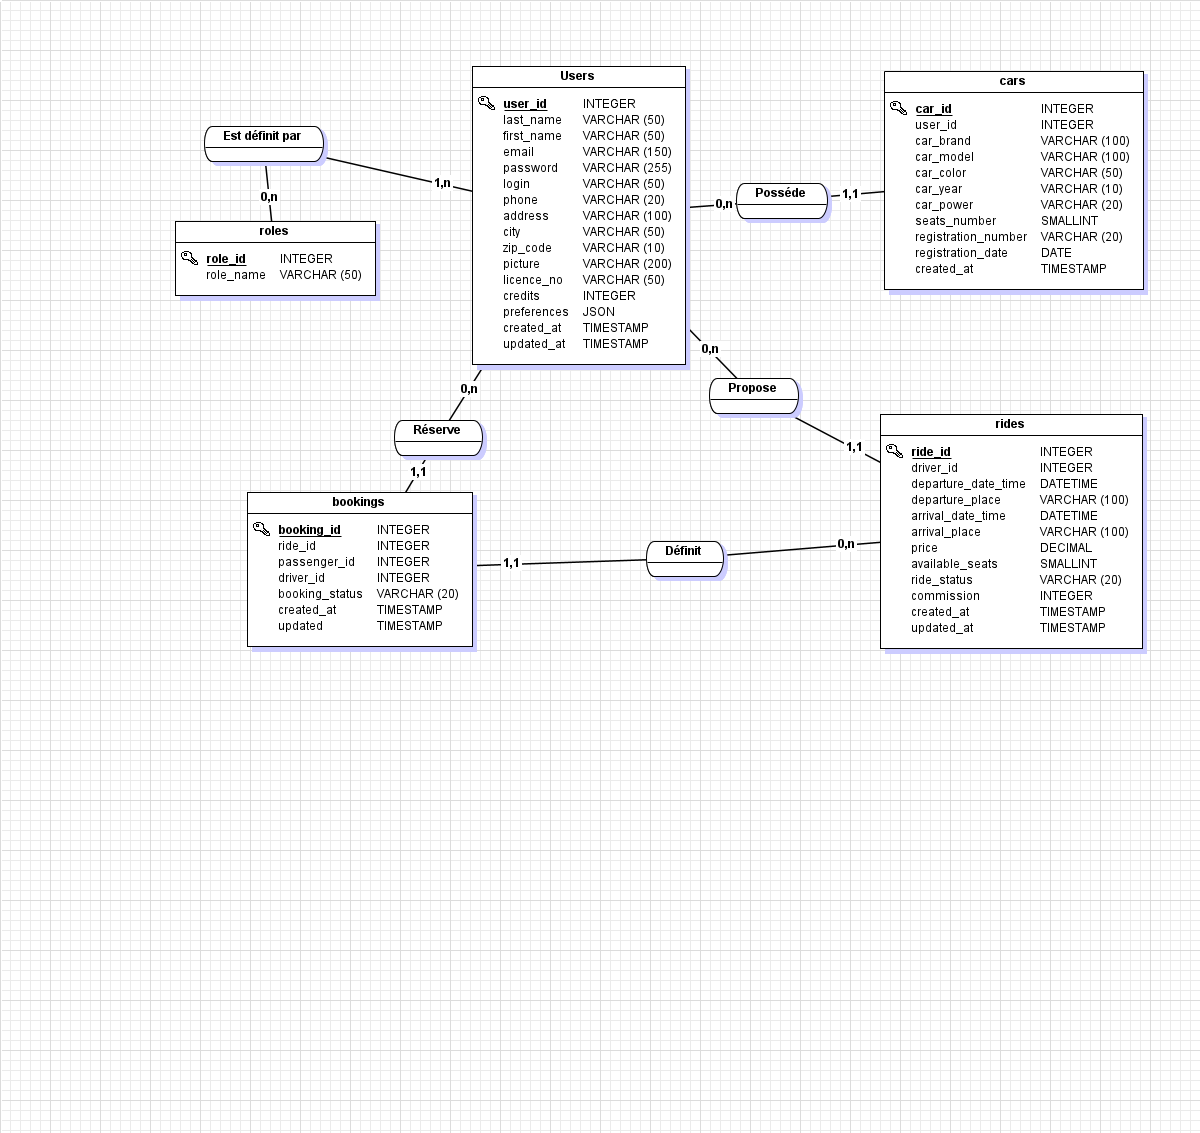 Users
user_id INTEGER
last_name VARCHAR (50)
first_name VARCHAR (50)
email VARCHAR (150)
password VARCHAR (255)
login VARCHAR (50)
phone VARCHAR (20)
address VARCHAR (100)
city VARCHAR (50)
zip_code VARCHAR (10)
picture VARCHAR (200)
licence_no VARCHAR (50)
credits INTEGER
preferences JSON
created_at TIMESTAMP
updated_at TIMESTAMP
cars
car_id INTEGER
user_id INTEGER
car_brand VARCHAR (100)
car_model VARCHAR (100)
car_color VARCHAR (50)
car_year VARCHAR (10)
car_power VARCHAR (20)
seats_number SMALLINT
registration_number VARCHAR (20)
registration_date DATE
created_at TIMESTAMP
Est définit par
1,n
0,n
roles
role_id INTEGER
role_name VARCHAR (50)
0,n
Posséde
1,1
0,n
Propose
1,1
0,n
Réserve
1,1
rides
ride_id INTEGER
driver_id INTEGER
departure_date_time DATETIME
departure_place VARCHAR (100)
arrival_date_time DATETIME
arrival_place VARCHAR (100)
price DECIMAL
available_seats SMALLINT
ride_status VARCHAR (20)
commission INTEGER
created_at TIMESTAMP
updated_at TIMESTAMP
bookings
booking_id INTEGER
ride_id INTEGER
passenger_id INTEGER
driver_id INTEGER
booking_status VARCHAR (20)
created_at TIMESTAMP
updated TIMESTAMP
1,1
Définit
0,n